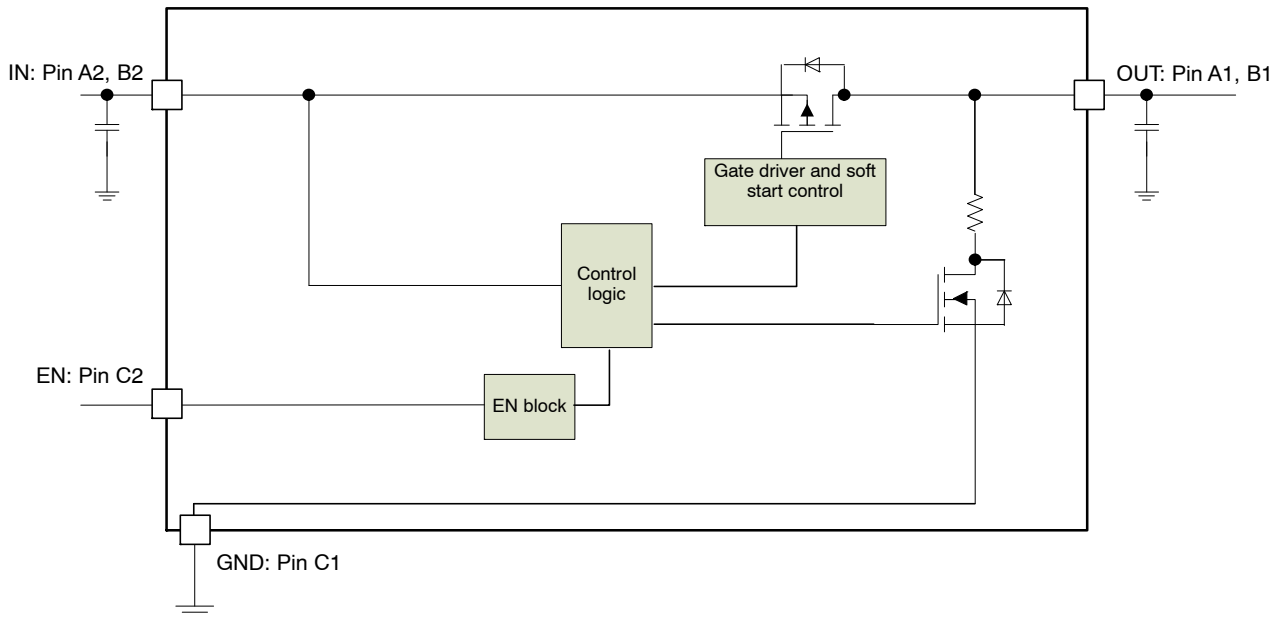 IN: Pin A2, B2
OUT: Pin A1, B1
Gate driver and soft
start control
Control
logic
EN: Pin C2
EN block
GND: Pin C1